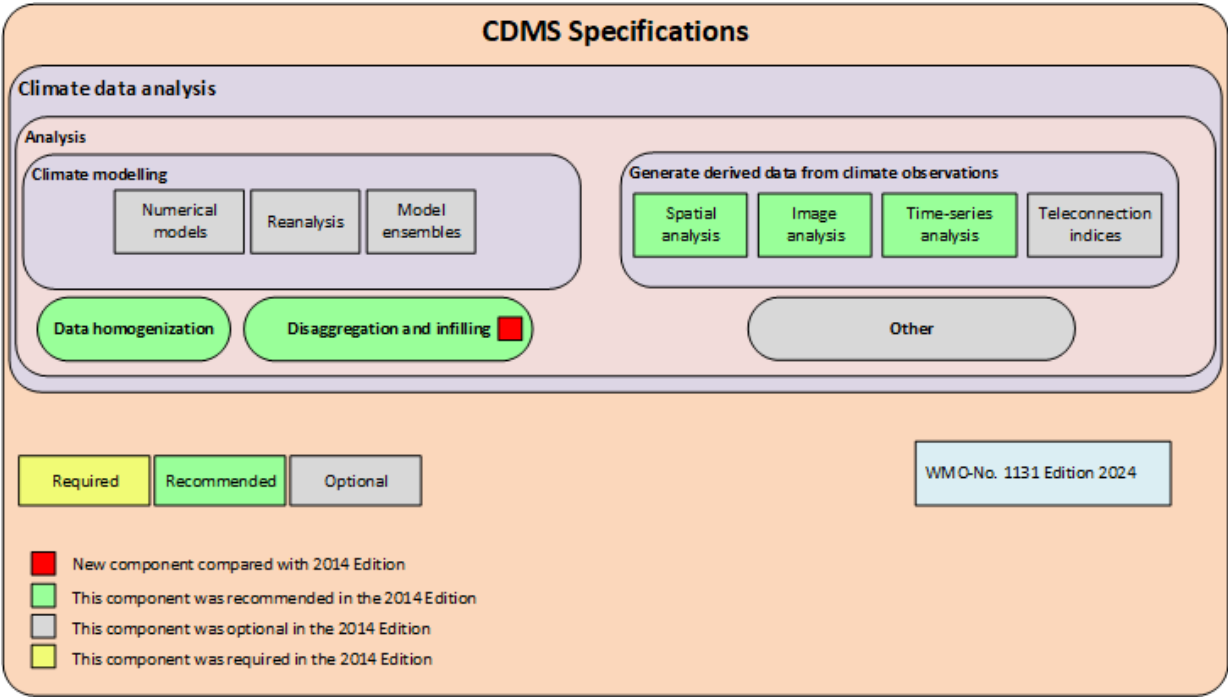 CDMS Specifications
Climate data analysis
Analysis
Climate modelling
Numerical
models
Reanalysis
Model
ensembles
Generate derived data from climate observations
Spatial
analysis
Image
analysis
Time-series
analysis
Teleconnection
indices
Data homogenization
Disaggregation and infilling
Other
Required
Recommended
Optional
WMO-No. 1131 Edition 2024
New component compared with 2014 Edition
This component was recommended in the 2014 Edition
This component was optional in the 2014 Edition
This component was required in the 2014 Edition